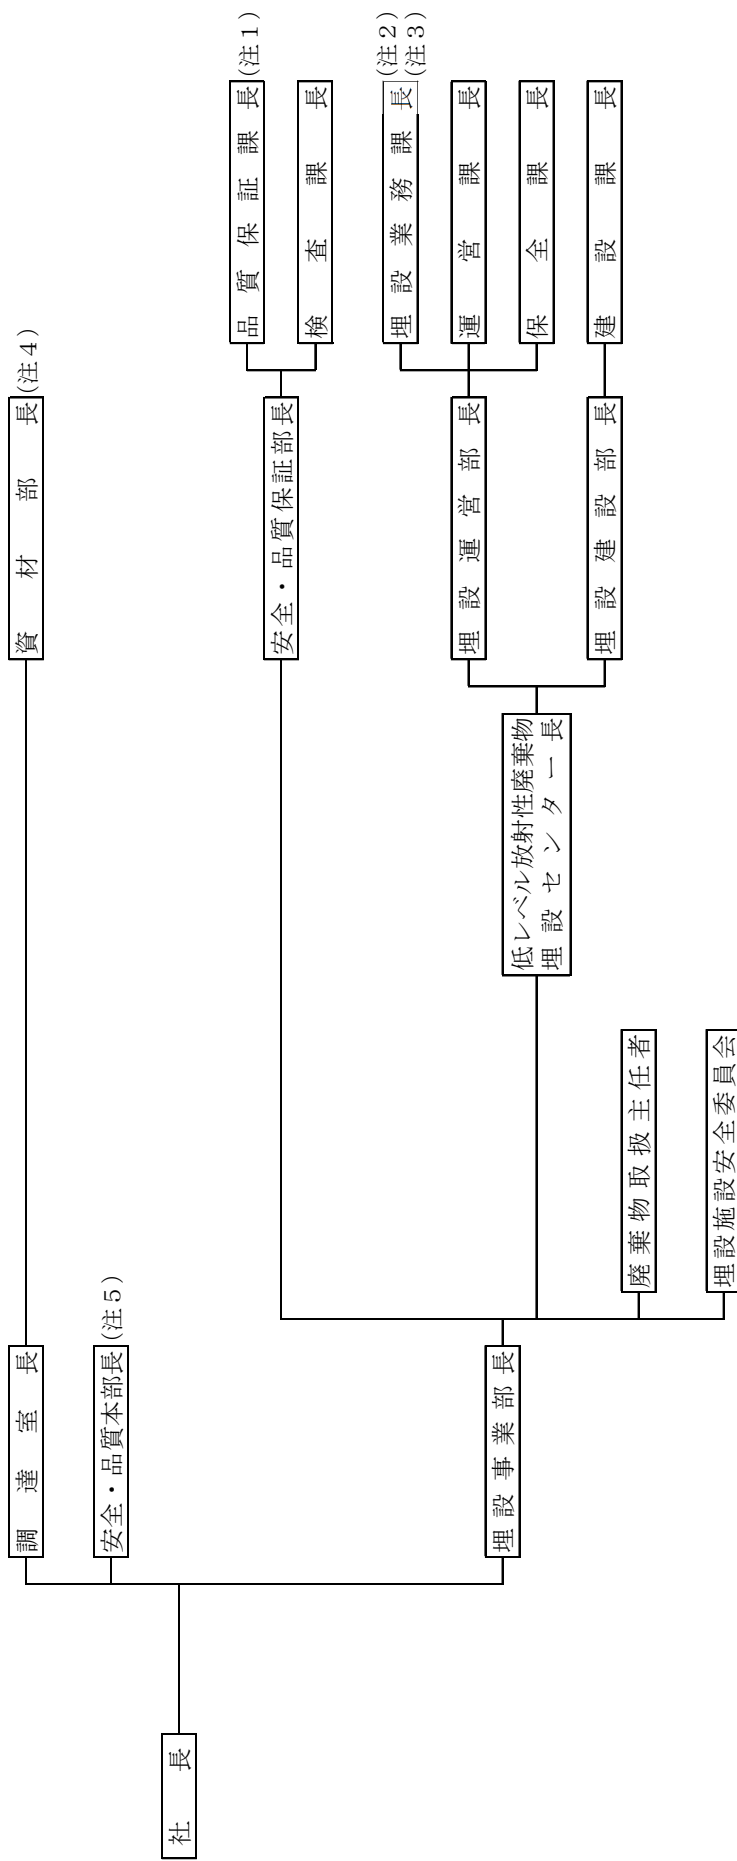 社長
調達室長
資材部長(注4)
安全・品質本部長(注5)
埋設事業部長
安全・品質保証部長
品質保証課長(注1)
検査課長
低レベル放射性廃棄物
埋設センター長
埋設運営部長
埋設業務課長(注2)
(注3)
運営課長
保全課長
埋設建設部長
建設課長
廃棄物取扱主任者
埋設施設安全委員会